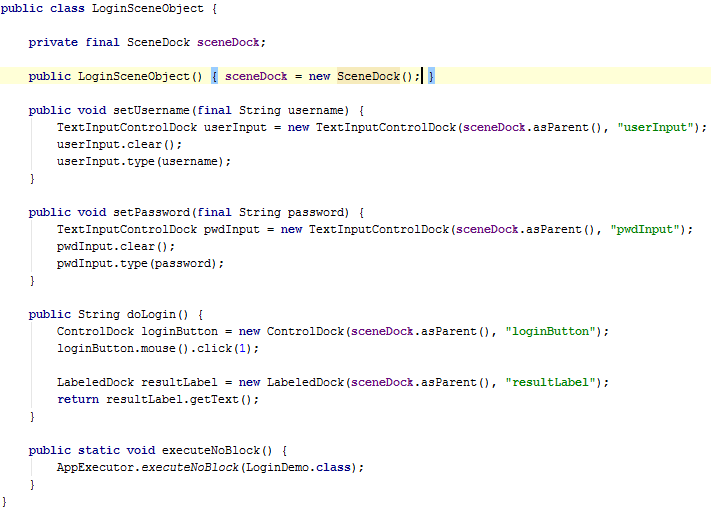 public class LoginSceneObject {
private final SceneDock sceneDock;
public LoginSceneObject() { sceneDock = new SceneDock(); }
public void setUsername(final String username) {
TextInputControlDock userInput = new TextInputControlDock(sceneDock.asParent(), "userInput");
userInput.clear();
userInput.type(username);
}
public void setPassword(final String password) {
TextInputControlDock pwdInput = new TextInputControlDock(sceneDock.asParent(), "pwdInput");
pwdInput.clear();
pwdInput.type(password);
}
public String doLogin() {
ControlDock loginButton = new ControlDock(sceneDock.asParent(), "loginButton");
loginButton.mouse().click(1);
LabeledDock resultLabel = new LabeledDock(sceneDock.asParent(), "resultLabel");
return resultLabel.getText();
}
public static void executeNoBlock() {
AppExecutor.executeNoBlock(LoginDemo.class);
}
}